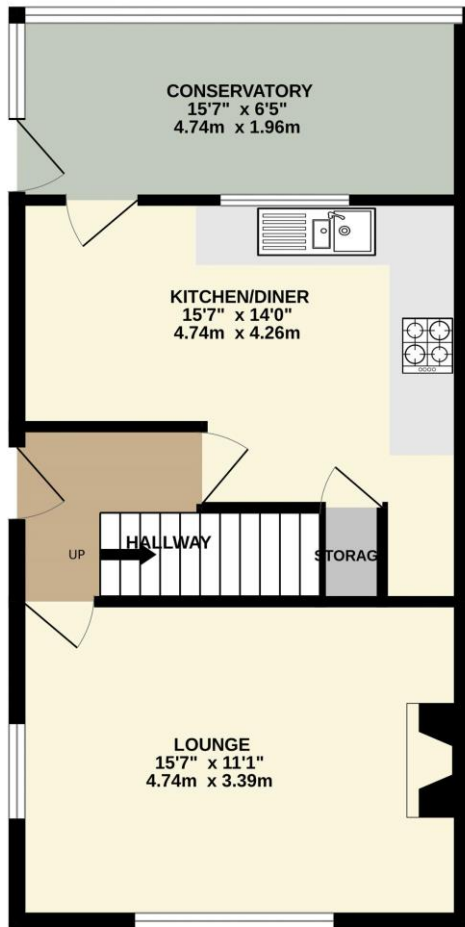 CONSERVATORY
15'7" x 6'5"
4.74m x 1.96m
KITCHEN/DINER
15'7" x 14'0"
4.74m x 4.26m
HALLWAY
UP
STORAG
LOUNGE
15'7" x 11'1"
4.74m x 3.39m